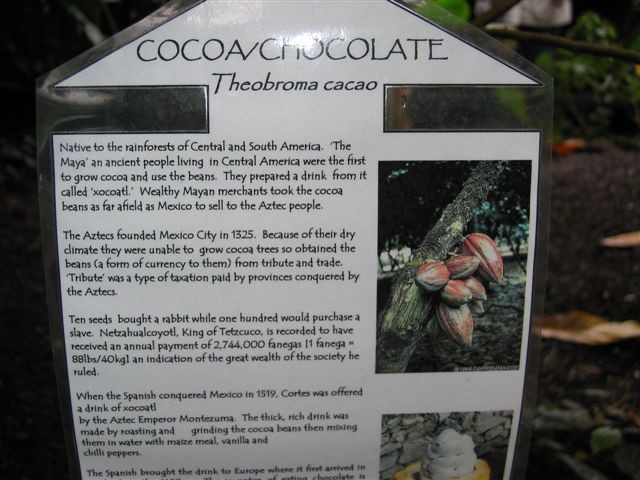 COCOA/CHOCOLATE
Theobroma cacao
Native to the rainforests of Central and South America. 'The
Maya' an ancient people living in Central America were the first
to grow cocoa and use the beans. They prepared a drink from it
called 'xocoatl.' Wealthy Mayan merchants took the cocoa
beans as far afield as Mexico to sell to the Aztec people.
The Aztecs founded Mexico City in 1325. Because of their dry
climate they were unable to grow cocoa trees so obtained the
beans (a form of currency to them) from tribute and trade.
'Tribute' was a type of taxation paid by provinces conquered by
the Aztecs.
Ten seeds bought a rabbit while one hundred would purchase a
slave. Netzahualcoyotl, King of Tetzcuco, is recorded to have
received an annual payment of 2,744,000 fanegas [1 fanega =
88lbs/40kg] an indication of the great wealth of the society he
ruled.
When the Spanish conquered Mexico in 1519, Cortes was offered
a drink of xocoatl
by the Aztec Emperor Montezuma. The thick, rich drink was
made by roasting and grinding the cocoa beans then mixing
them in water with maize meal, vanilla and
chilli peppers.
The Spanish brought the drink to Europe where it first arrived in